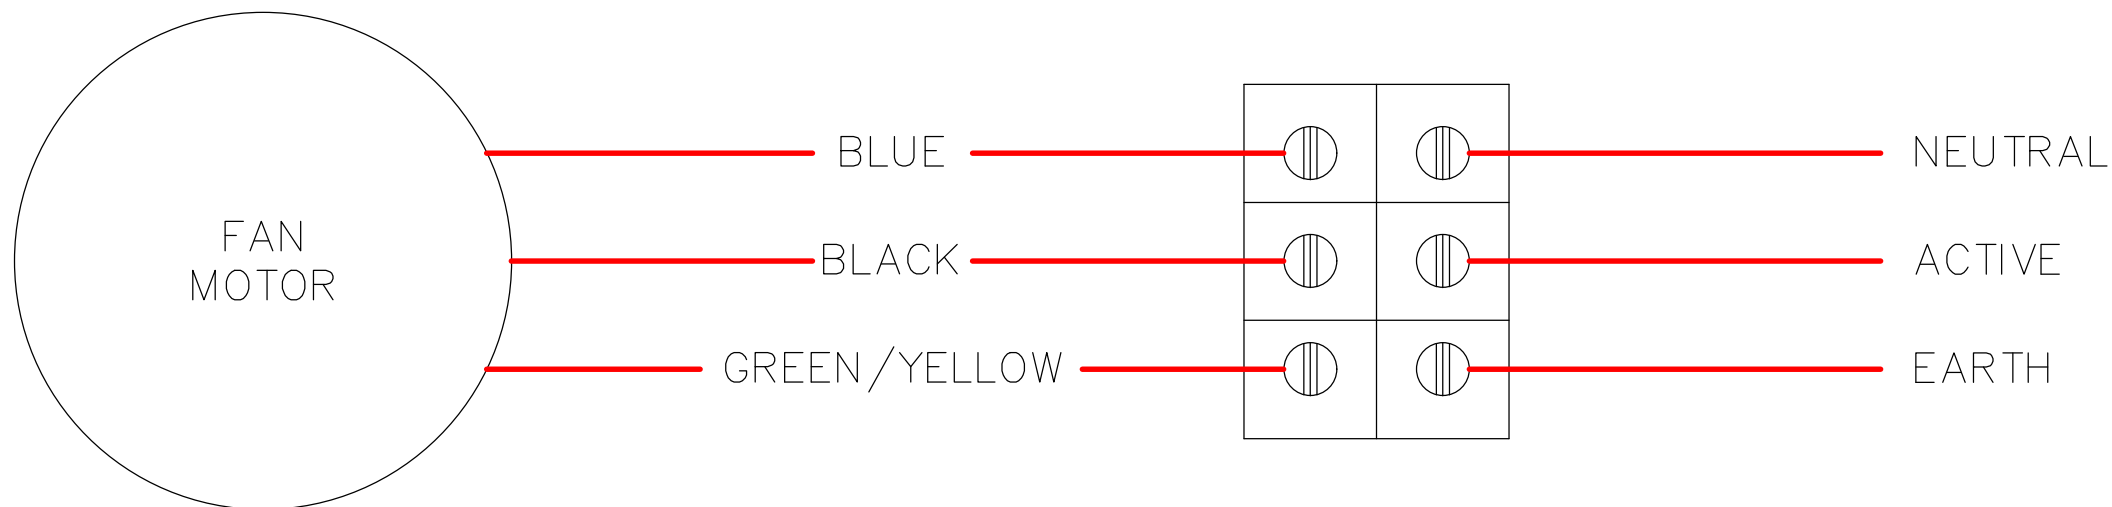 BLUE
NEUTRAL
FAN
MOTOR
BLACK
ACTIVE
GREEN/YELLOW
EARTH